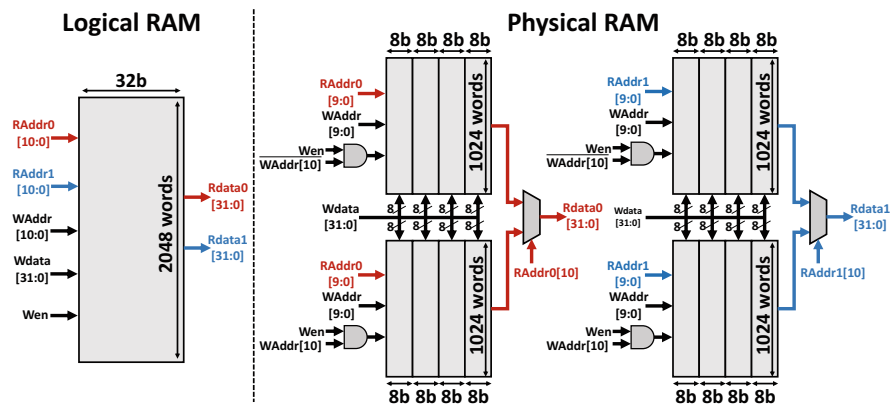 Logical RAM
32b
RAddr0
[10:0]
RAddr1
[10:0]
WAddr
[10:0]
Wdata
[31:0]
Wen
2048 words
Rdata0
[31:0]
Rdata1
[31:0]
Physical RAM
8b 8b 8b 8b
RAddr0
[9:0]
WAddr
[9:0]
Wen
WAddr[10]
1024 words
Wdata
[31:0]
8 8 8 8
8 8 8 8
RAddr0
[9:0]
WAddr
[9:0]
Wen
WAddr[10]
1024 words
8b 8b 8b 8b
Rdata0
[31:0]
RAddr0[10]
8b 8b 8b 8b
RAddr1
[9:0]
WAddr
[9:0]
Wen
WAddr[10]
1024 words
Wdata
[31:0]
8 8 8 8
8 8 8 8
RAddr1
[9:0]
WAddr
[9:0]
Wen
WAddr[10]
1024 words
8b 8b 8b 8b
Rdata1
[31:0]
RAddr1[10]